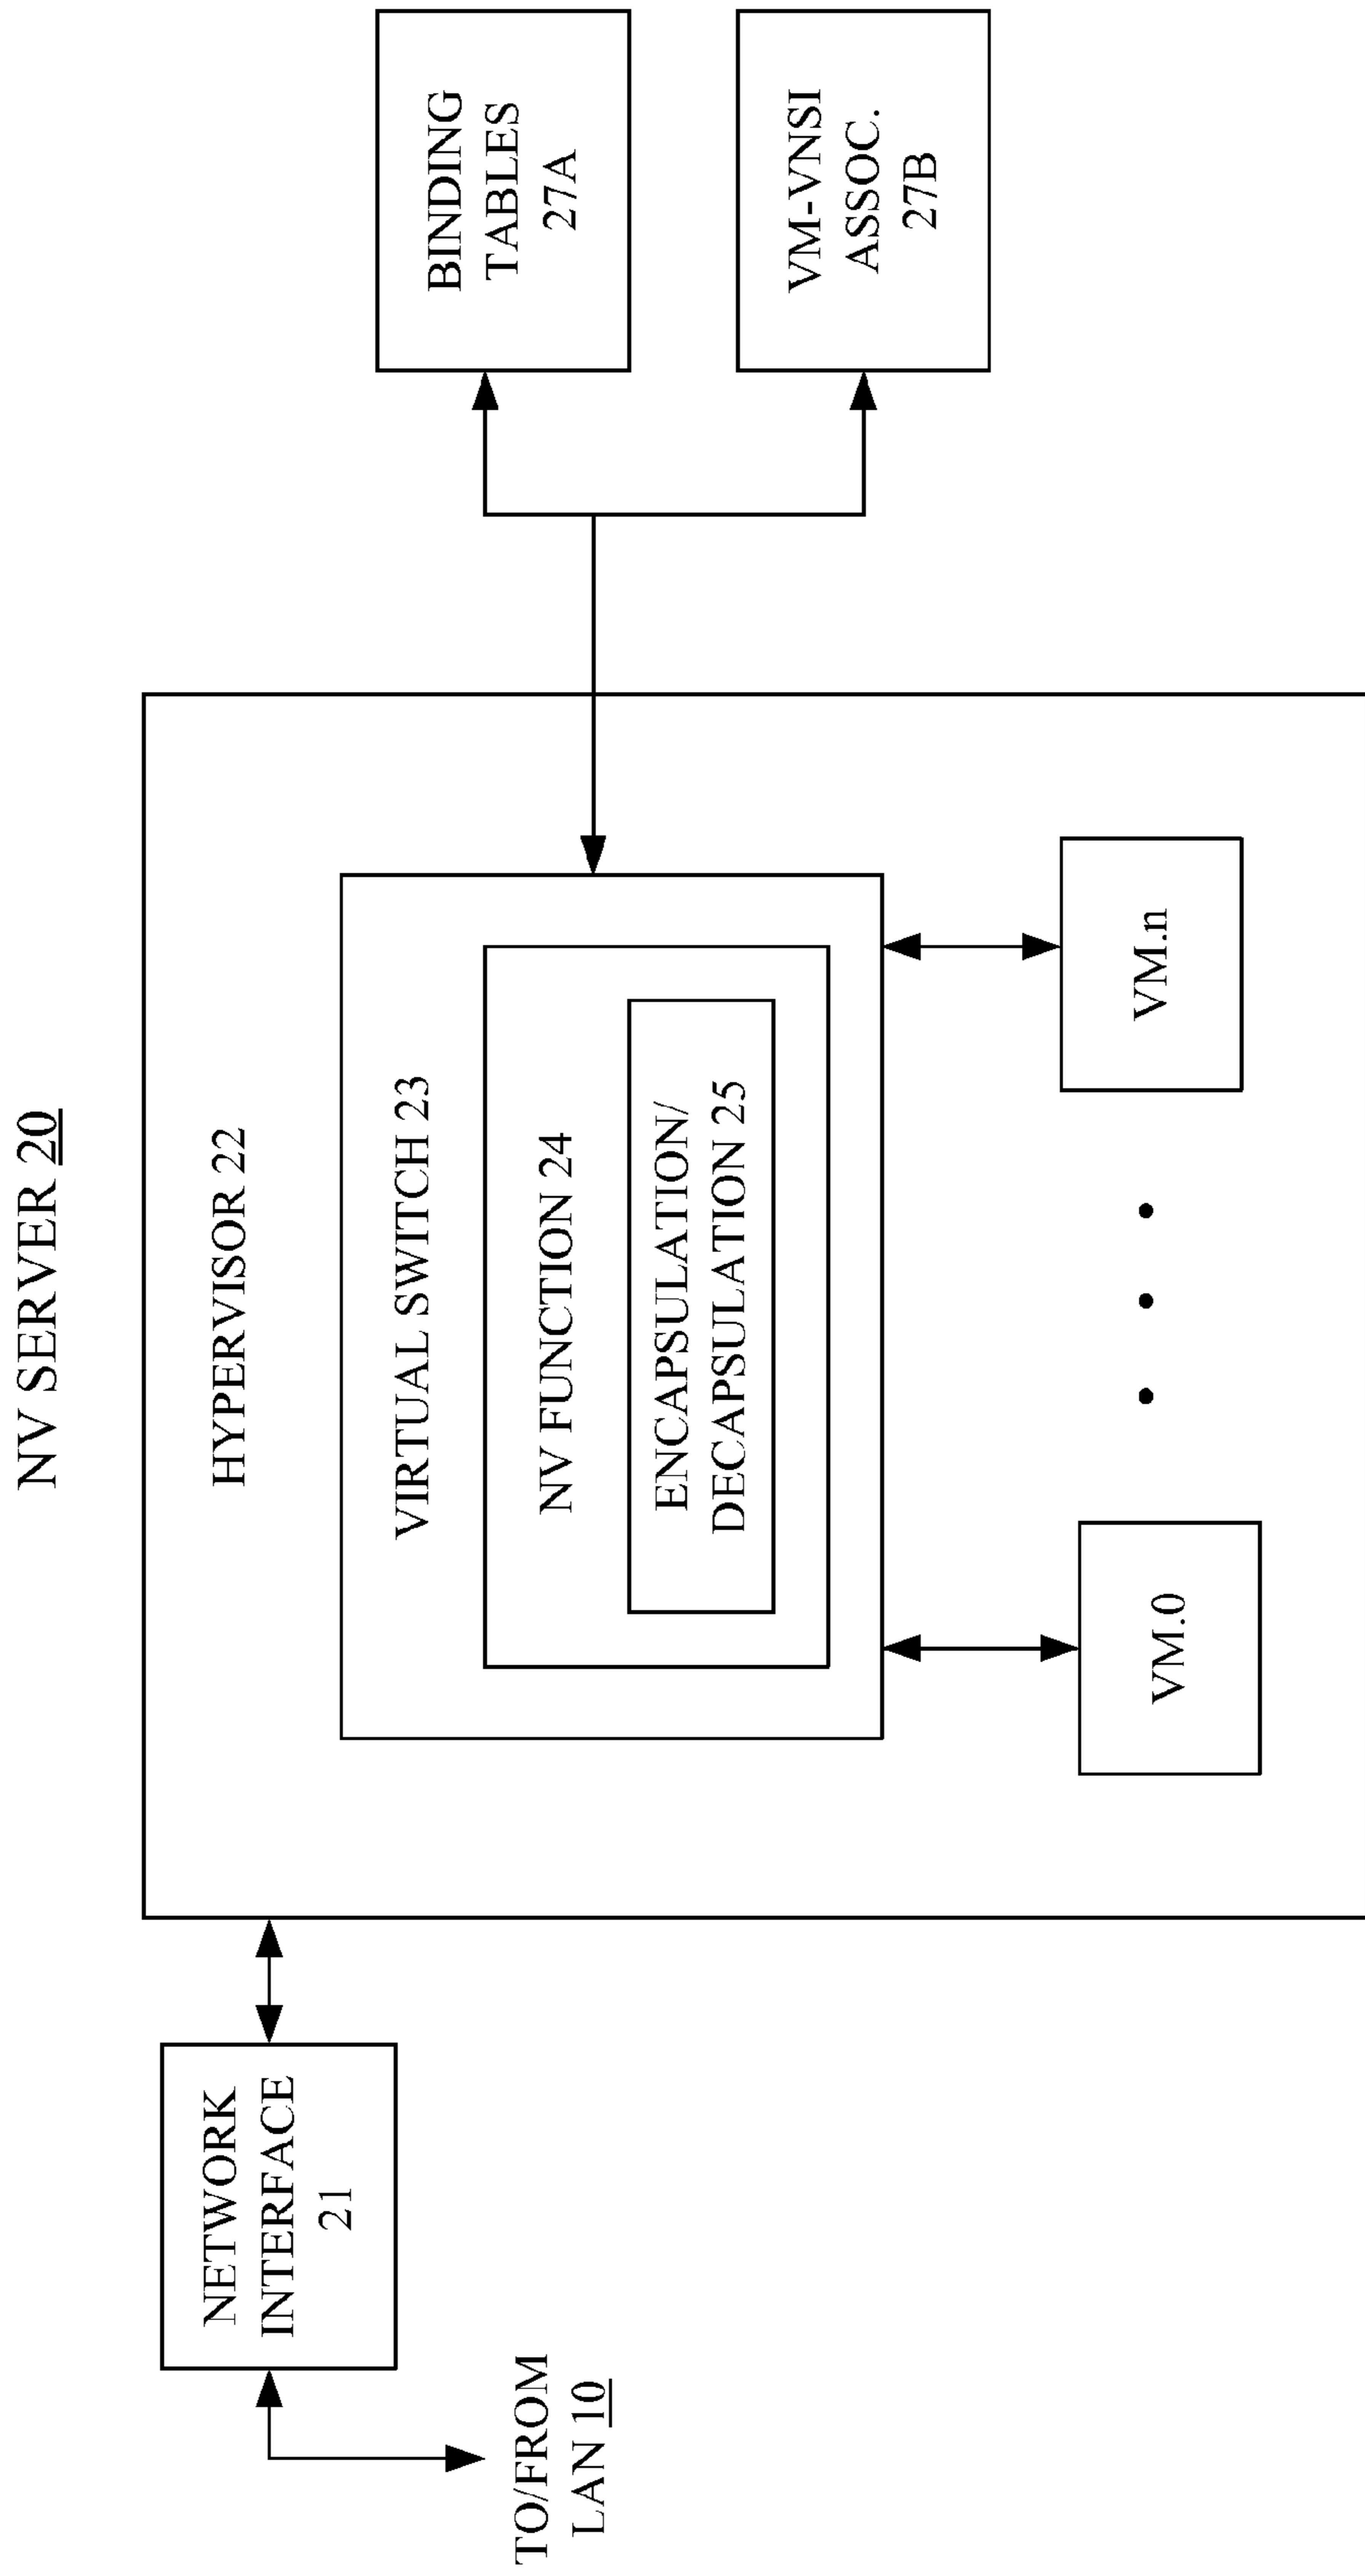 NV SERVER 20
HYPERVISOR 22
NETWORK
INTERFACE
21
TO/FROM
LAN 10
VIRTUAL SWITCH 23
NV FUNCTION 24
ENCAPSULATION/
DECAPSULATION 25
VM.0
VM.n
BINDING
TABLES
27A
VM-VNSI
ASSOC.
27B